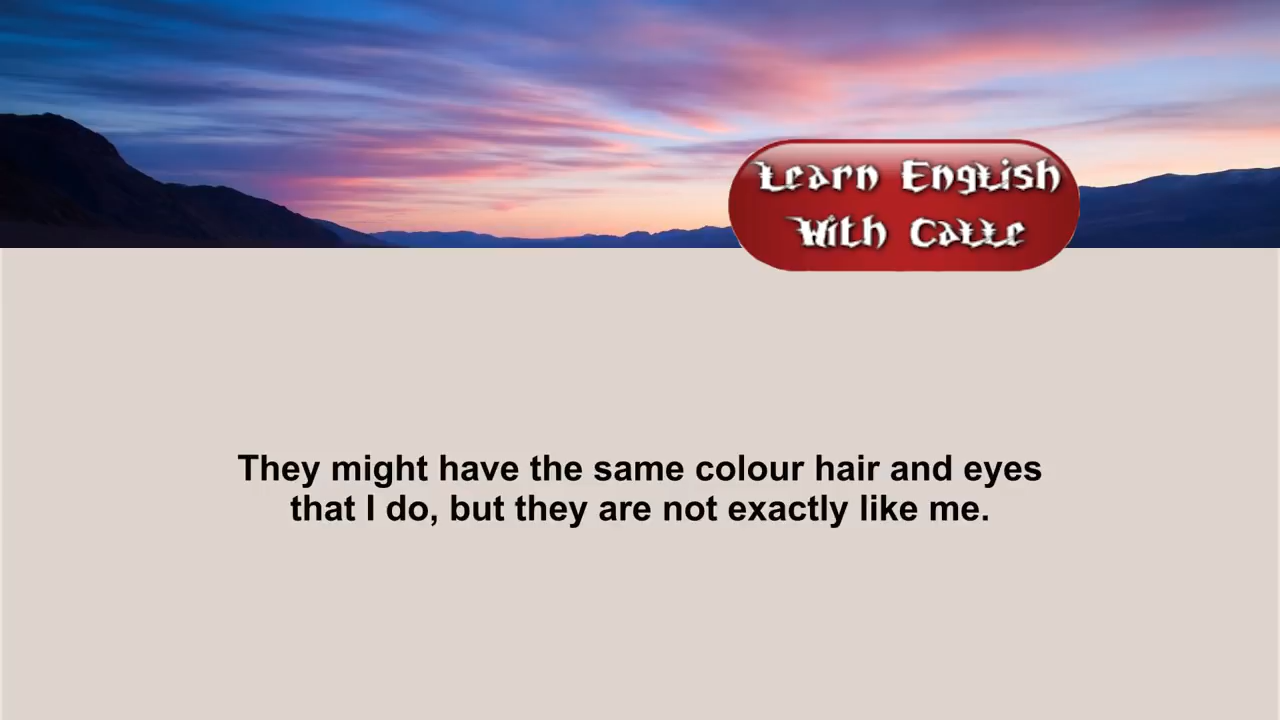 Learn English
With Calle
They might have the same colour hair and eyes
that I do, but they are not exactly like me.